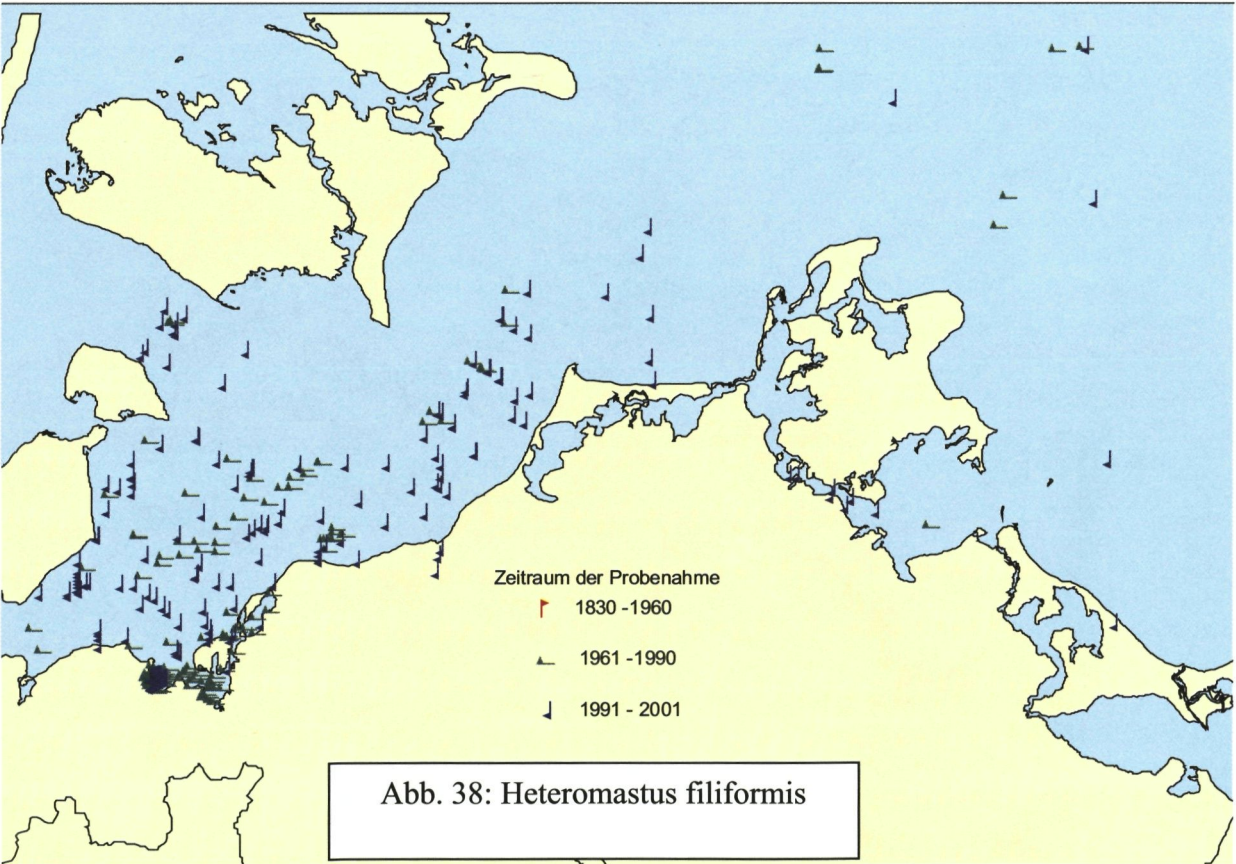 Zeitraum der Probenahme
1830 -1960
1961 -1990
1991 - 2001
Abb. 38: Heteromastus filiformis